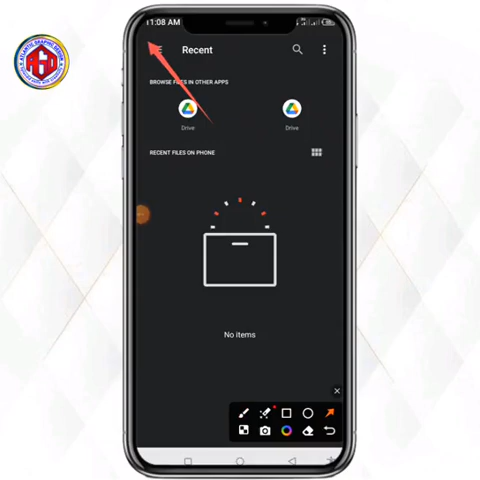 11:08 AM
Recent
BROWSE FILES IN OTHER APPS
Drive
Drive
RECENT FILES ON PHONE
No items